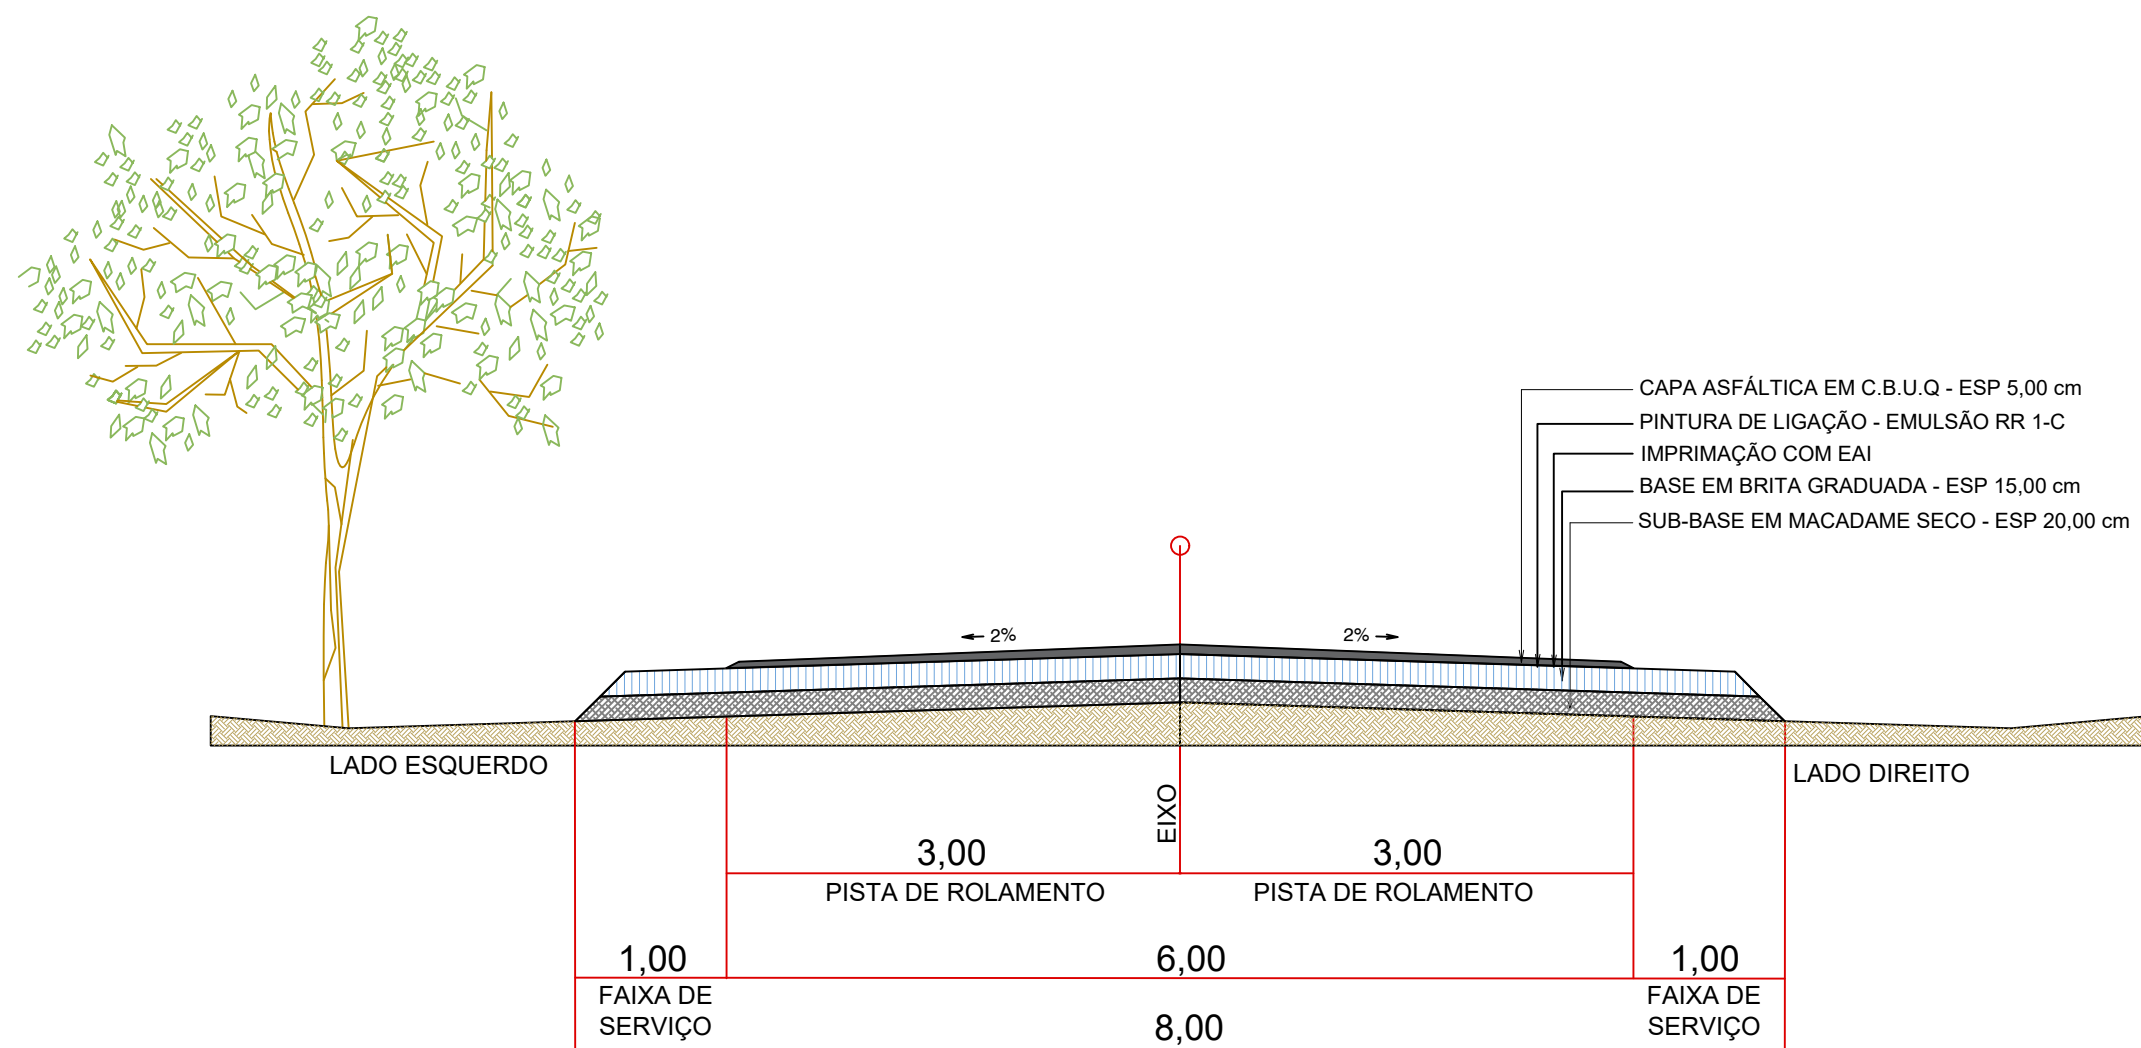 CAPA ASFÁLTICA EM C.B.U.Q - ESP 5,00 cm
PINTURA DE LIGAÇÃO - EMULSÃO RR 1-C
IMPRIMAÇÃO COM EAI
BASE EM BRITA GRADUADA - ESP 15,00 cm
SUB-BASE EM MACADAME SECO - ESP 20,00 cm
2%
2%
LADO ESQUERDO
LADO DIREITO
EIXO
3,00
3,00
PISTA DE ROLAMENTO
PISTA DE ROLAMENTO
1,00
6,00
1,00
FAIXA DE
SERVIÇO
FAIXA DE
SERVIÇO
8,00